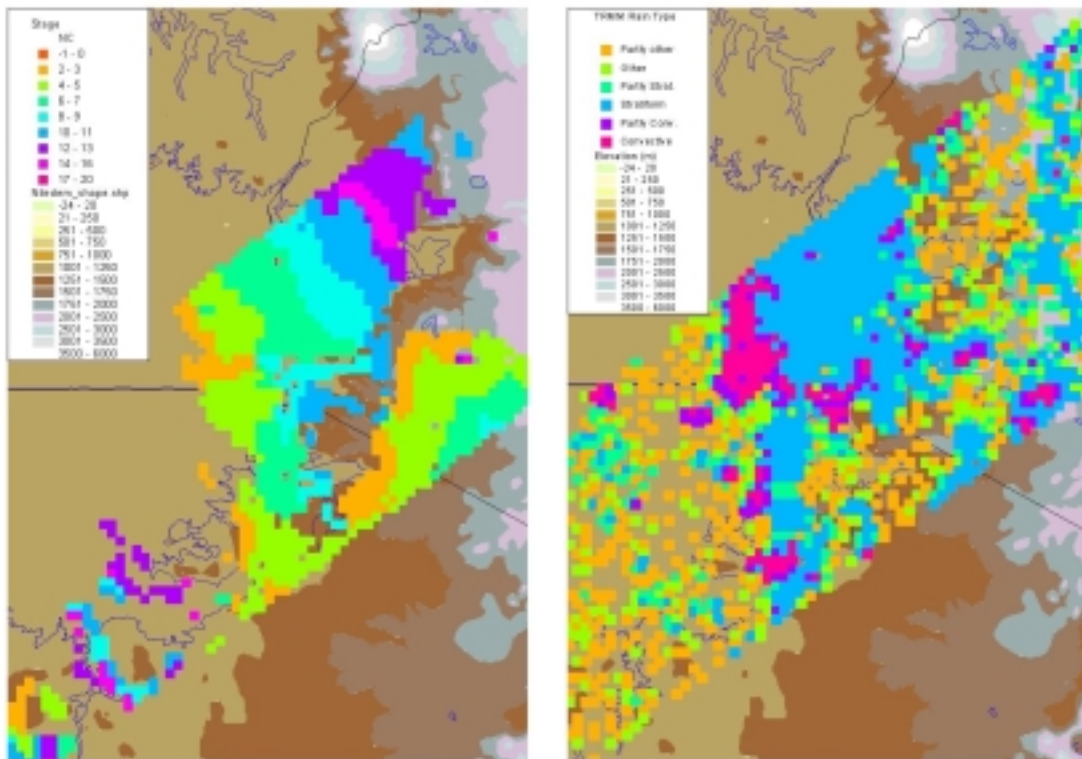 Stage
NC
-1 - 0
2 - 3
4 - 5
6 - 7
8 - 9
10 - 11
12 - 13
14 - 16
17 - 20
-24 - 20
21 - 250
251 - 500
501 - 750
751 - 1000
1001 - 1250
1251 - 1500
1501 - 1750
1751 - 2000
2001 - 2500
2501 - 3000
3001 - 3500
3500 - 6000
TRMM Rain Type
Partly other
Other
Partly Strat.
Stratiform
Partly Conv.
Convective
Elevation (m)
-24 - 20
21 - 250
251 - 500
501 - 750
751 - 1000
1001 - 1250
1251 - 1500
1501 - 1750
1751 - 2000
2001 - 2500
2501 - 3000
3001 - 3500
3500 - 6000